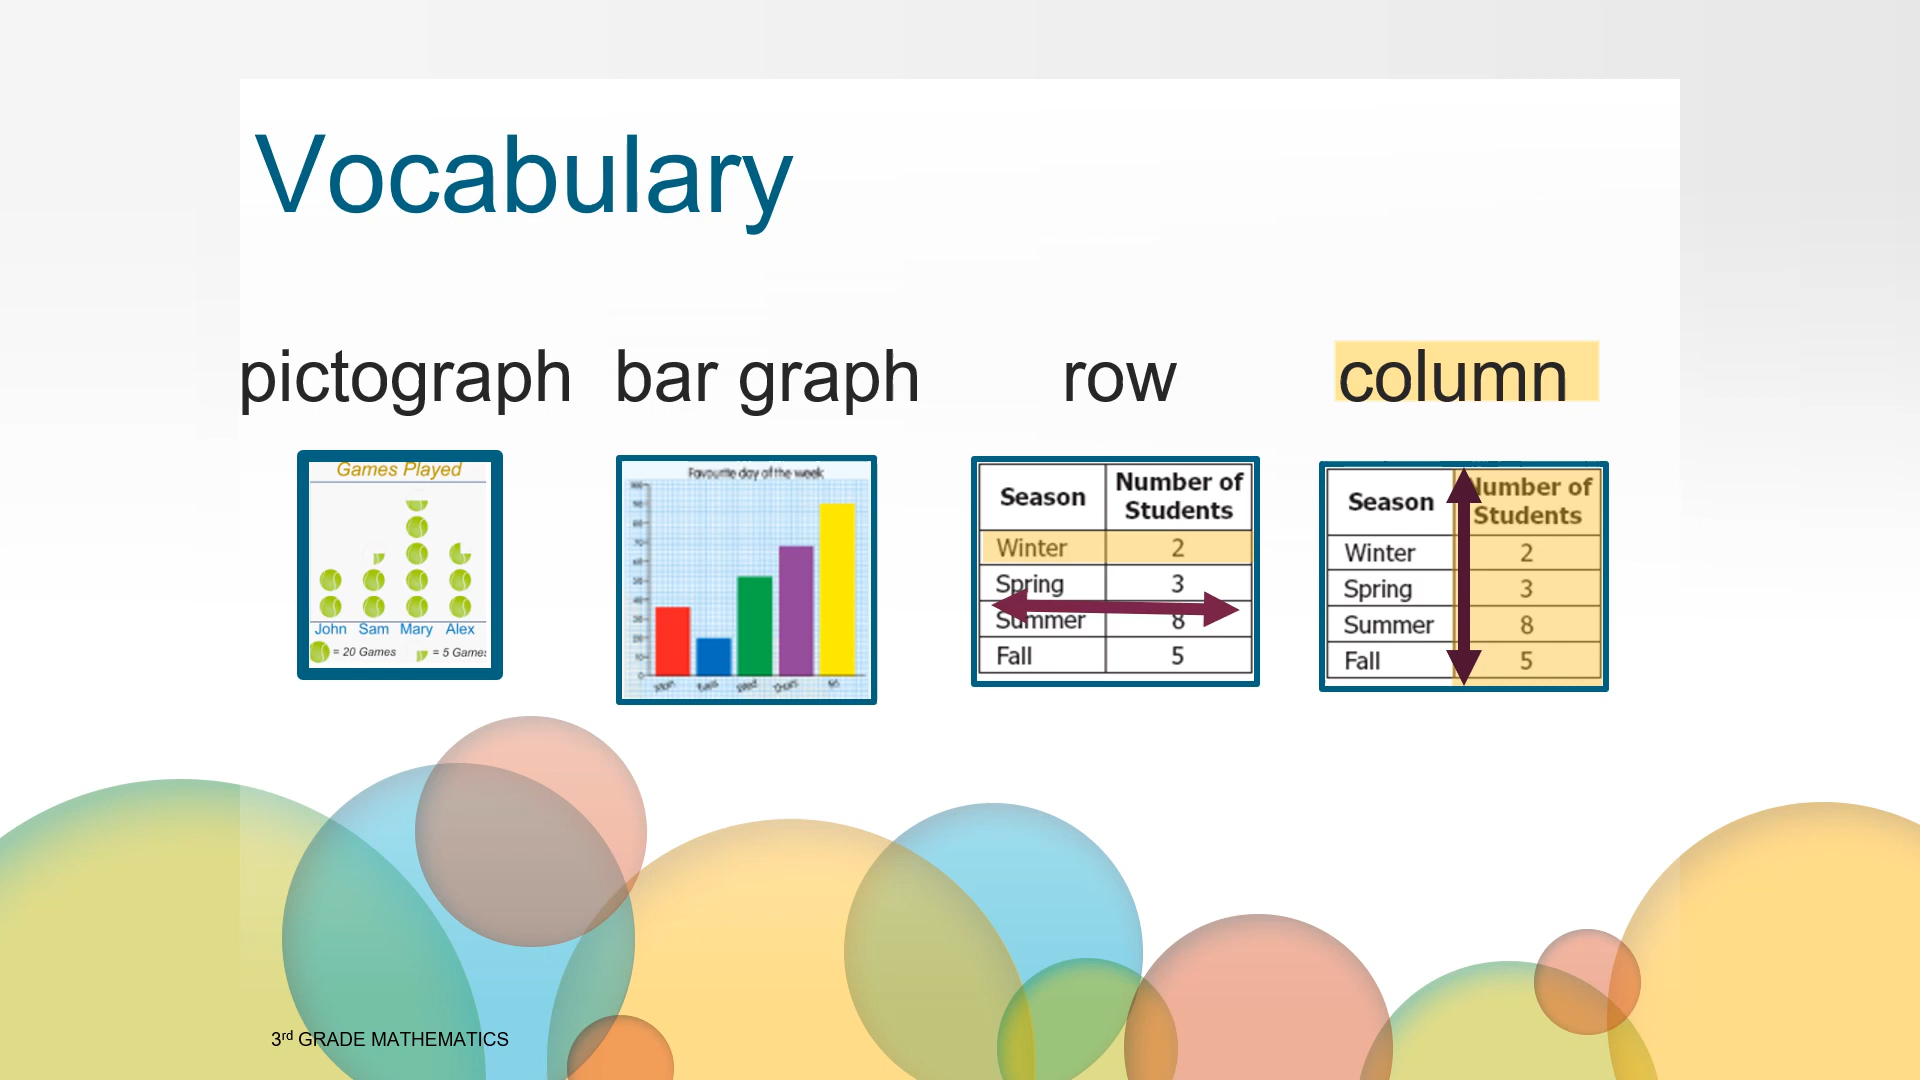 Vocabulary
pictograph bar graph row column
Games Played
John Sam Mary Alex
= 20 Games = 5 Games
Favourite day of the week
Season Number of Students
Winter 2
Spring 3
Summer 8
Fall 5
Season Number of Students
Winter 2
Spring 3
Summer 8
Fall 5
3rd GRADE MATHEMATICS